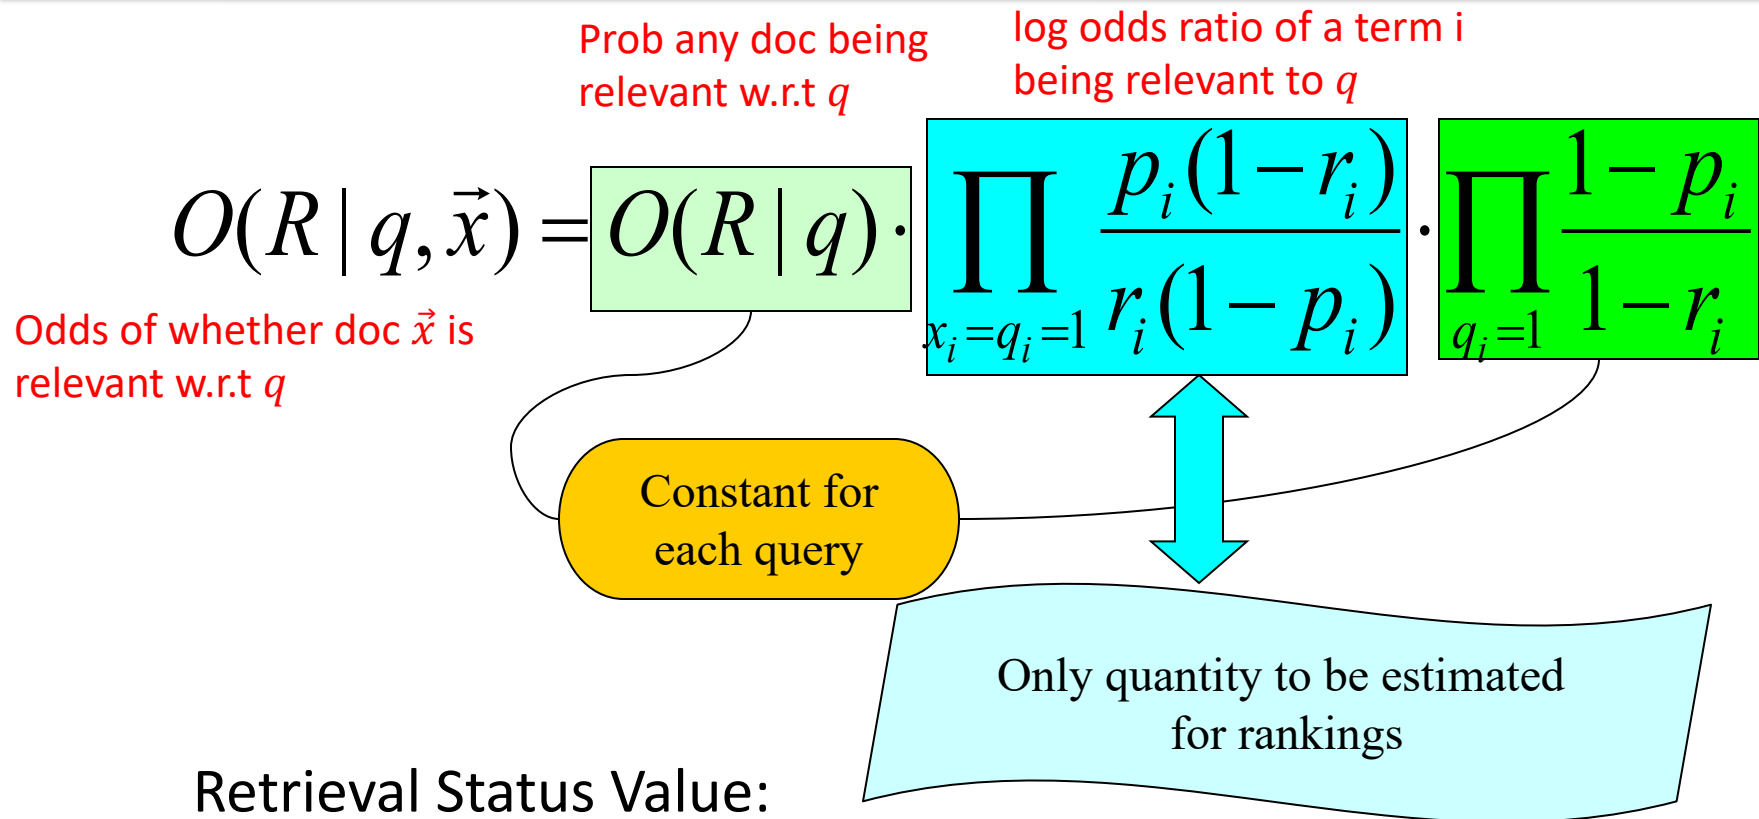 Prob any doc being
relevant w.r.t q
log odds ratio of a term i
being relevant to q
O(R | q, x⃗) = O(R | q) · ∏_{x_i=q_i=1} \frac{p_i(1 − r_i)}{r_i(1 − p_i)} · ∏_{q_i=1} \frac{1 − p_i}{1 − r_i}
Odds of whether doc x⃗ is
relevant w.r.t q
Constant for
each query
Only quantity to be estimated
for rankings
Retrieval Status Value: